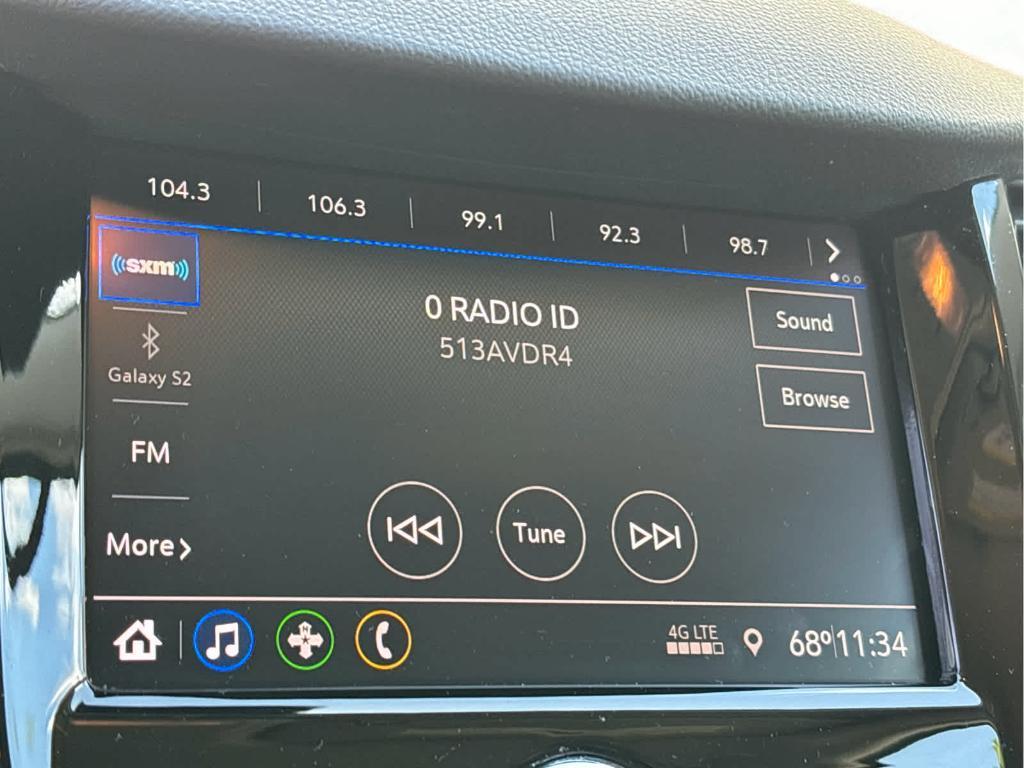 104.3 106.3 99.1 92.3 98.7
sxm
0 RADIO ID
513AVDR4
Sound
Galaxy S2
Browse
FM
More
Tune
N
4G LTE
68° 11:34